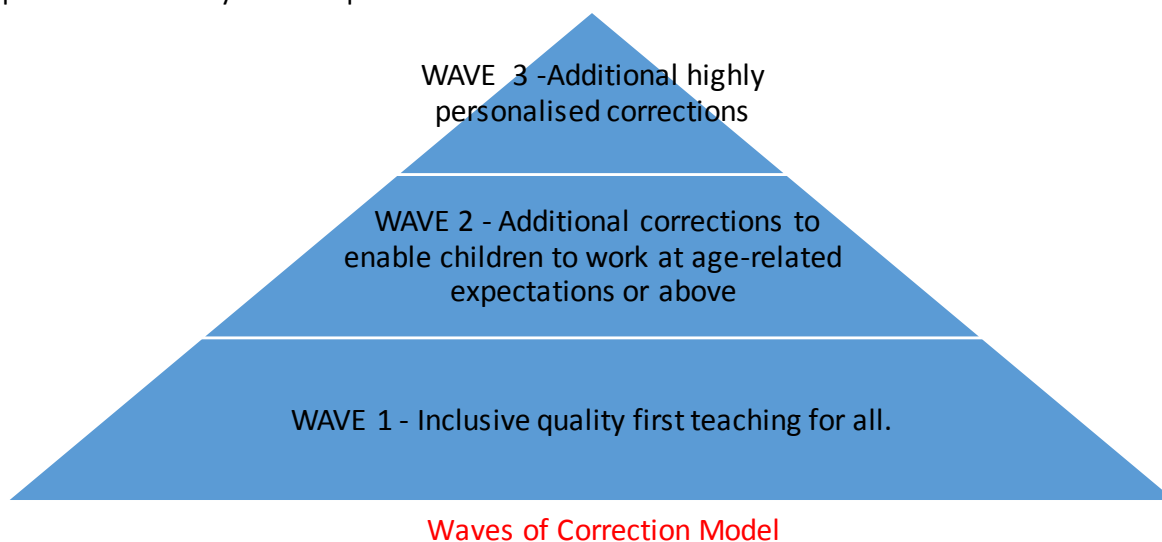 WAVE 3 -Additional highly
personalised corrections
WAVE 2 - Additional corrections to
enable children to work at age-related
expectations or above
WAVE 1 - Inclusive quality first teaching for all.
Waves of Correction Model